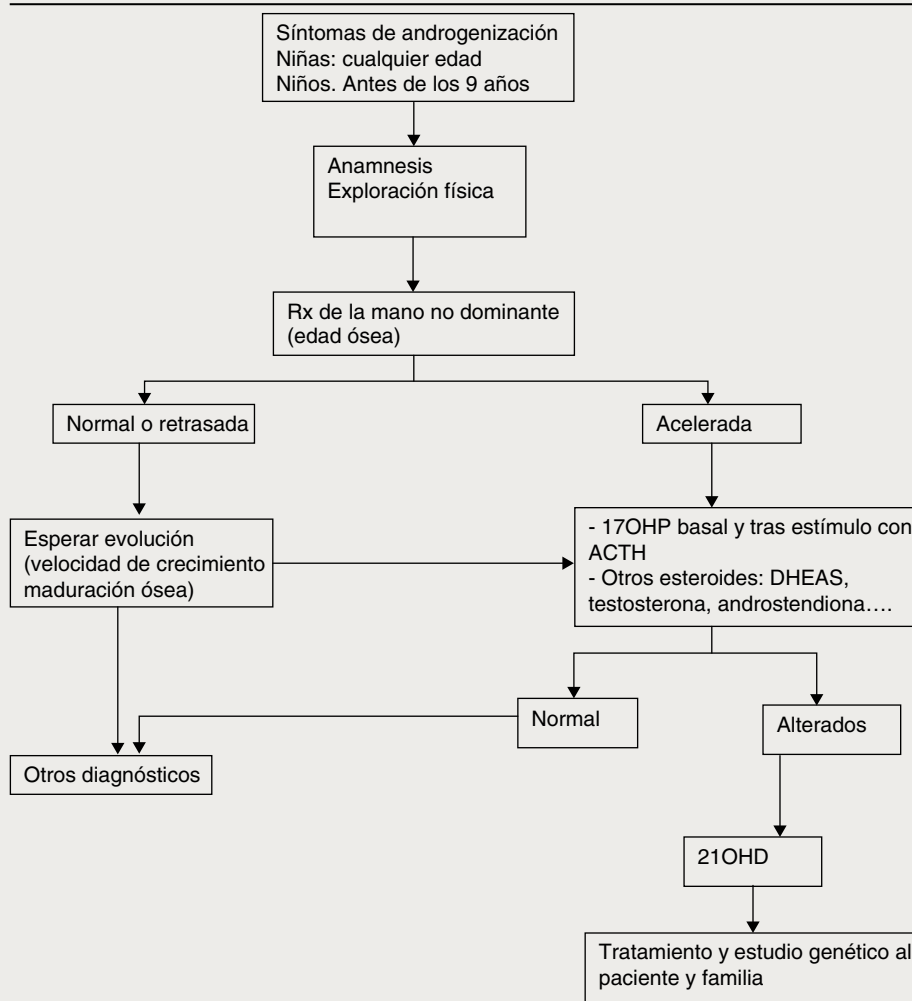 Síntomas de androgenización
Niñas: cualquier edad
Niños. Antes de los 9 años
Anamnesis
Exploración física
Rx de la mano no dominante
(edad ósea)
Normal o retrasada
Acelerada
Esperar evolución
(velocidad de crecimiento
maduración ósea)
- 17OHP basal y tras estímulo con
ACTH
- Otros esteroides: DHEAS,
testosterona, androstendiona….
Normal
Alterados
Otros diagnósticos
21OHD
Tratamiento y estudio genético al
paciente y familia